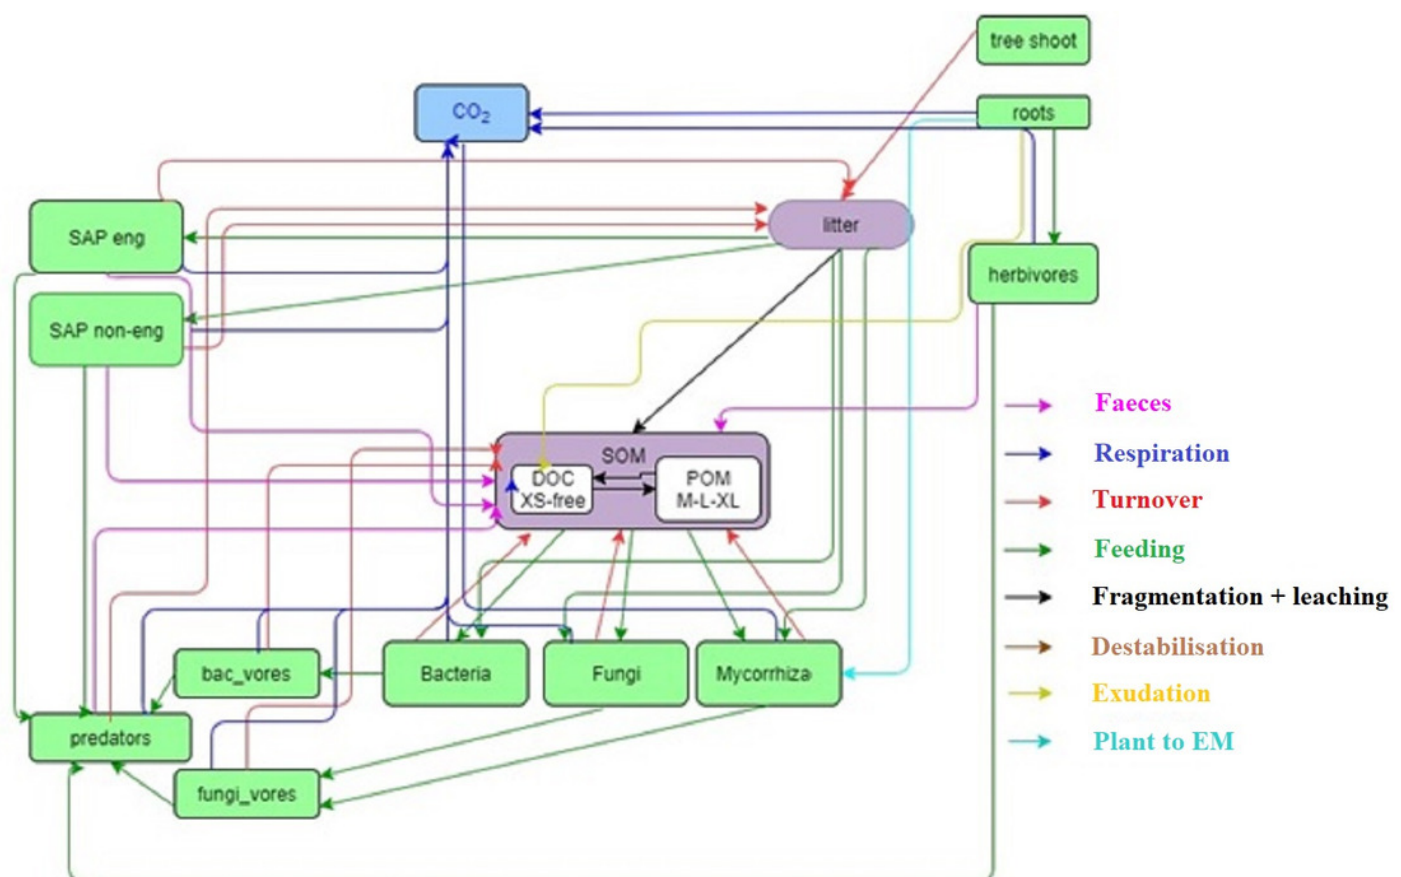 tree shoot
CO₂
roots
SAP eng
litter
herbivores
SAP non-eng
Faeces
SOM
Respiration
DOC
XS-free
POM
M-L-XL
Turnover
Feeding
Fragmentation + leaching
Destabilisation
bac_vores
Bacteria
Fungi
Mycorrhiza
Exudation
predators
Plant to EM
fungi_vores